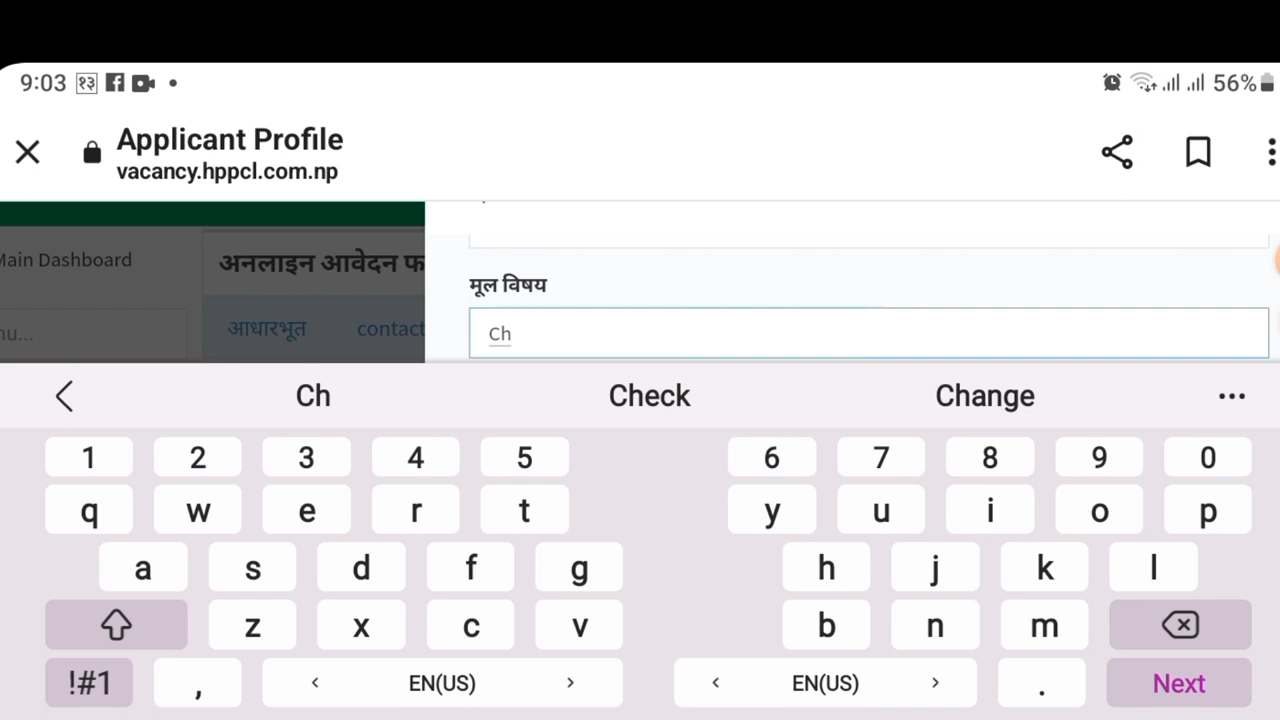 9:03 १३ 56%
Applicant Profile
vacancy.hppcl.com.np
Main Dashboard
अनलाइन आवेदन फ
मूल विषय
nu...
आधारभूत contact
Ch
Ch Check Change ...
1 2 3 4 5 6 7 8 9 0
q w e r t y u i o p
a s d f g h j k l
z x c v b n m
!#1 , < EN(US) > < EN(US) > . Next